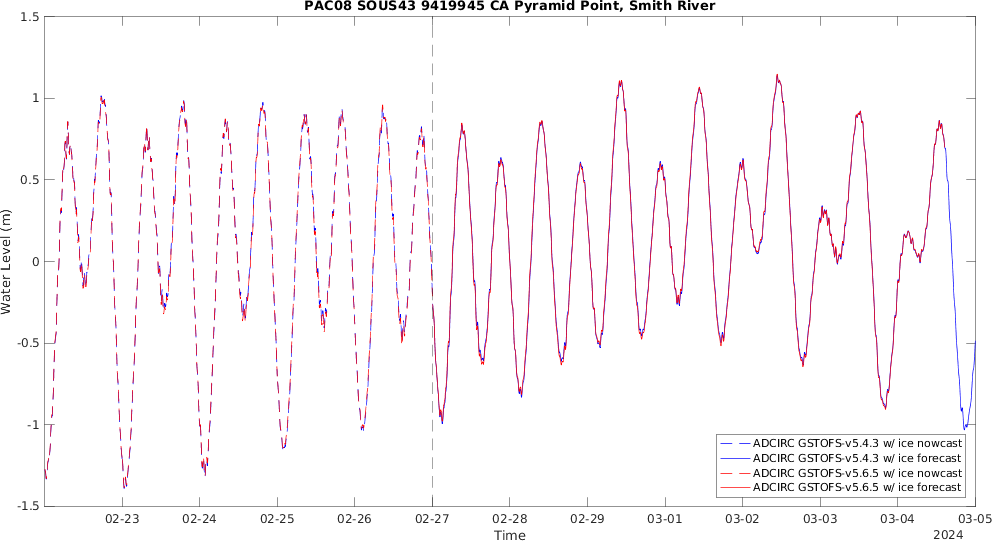 PAC08 SOUS43 9419945 CA Pyramid Point, Smith River
1.5
1
0.5
0
-0.5
-1
-1.5
Water Level (m)
ADCIRC GSTOFS-v5.4.3 w/ ice nowcast
ADCIRC GSTOFS-v5.4.3 w/ ice forecast
ADCIRC GSTOFS-v5.6.5 w/ ice nowcast
ADCIRC GSTOFS-v5.6.5 w/ ice forecast
02-23 02-24 02-25 02-26 02-27 02-28 02-29 03-01 03-02 03-03 03-04 03-05
Time
2024